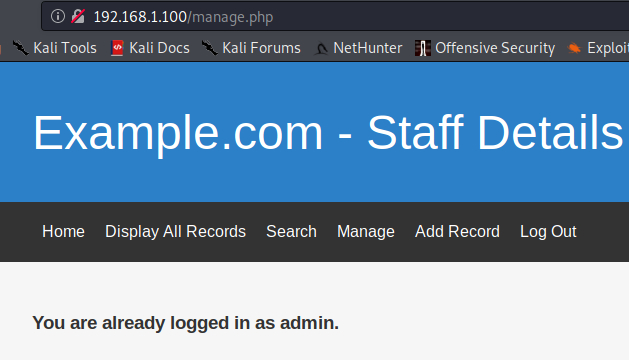 192.168.1.100/manage.php
Kali Tools Kali Docs Kali Forums NetHunter Offensive Security
Example.com - Staff Details
Home Display All Records Search Manage Add Record Log Out
You are already logged in as admin.